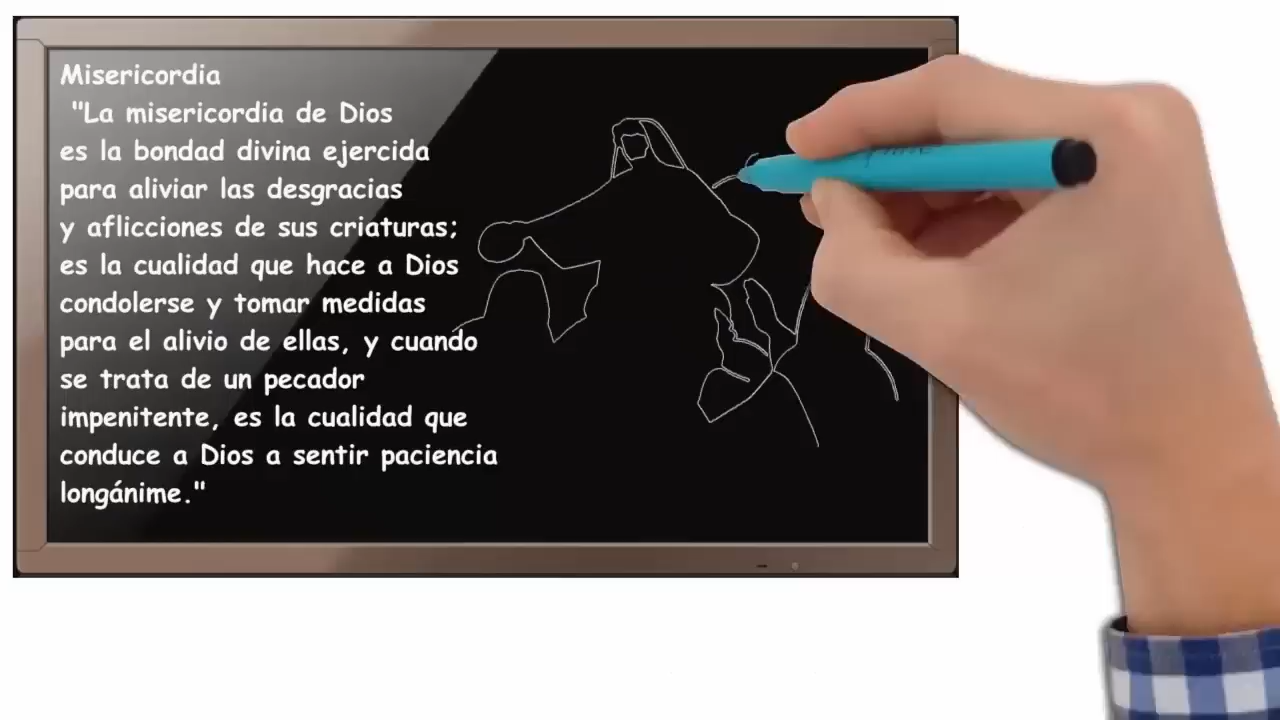 Misericordia
"La misericordia de Dios
es la bondad divina ejercida
para aliviar las desgracias
y aflicciones de sus criaturas;
es la cualidad que hace a Dios
condolerse y tomar medidas
para el alivio de ellas, y cuando
se trata de un pecador
impenitente, es la cualidad que
conduce a Dios a sentir paciencia
longánime."